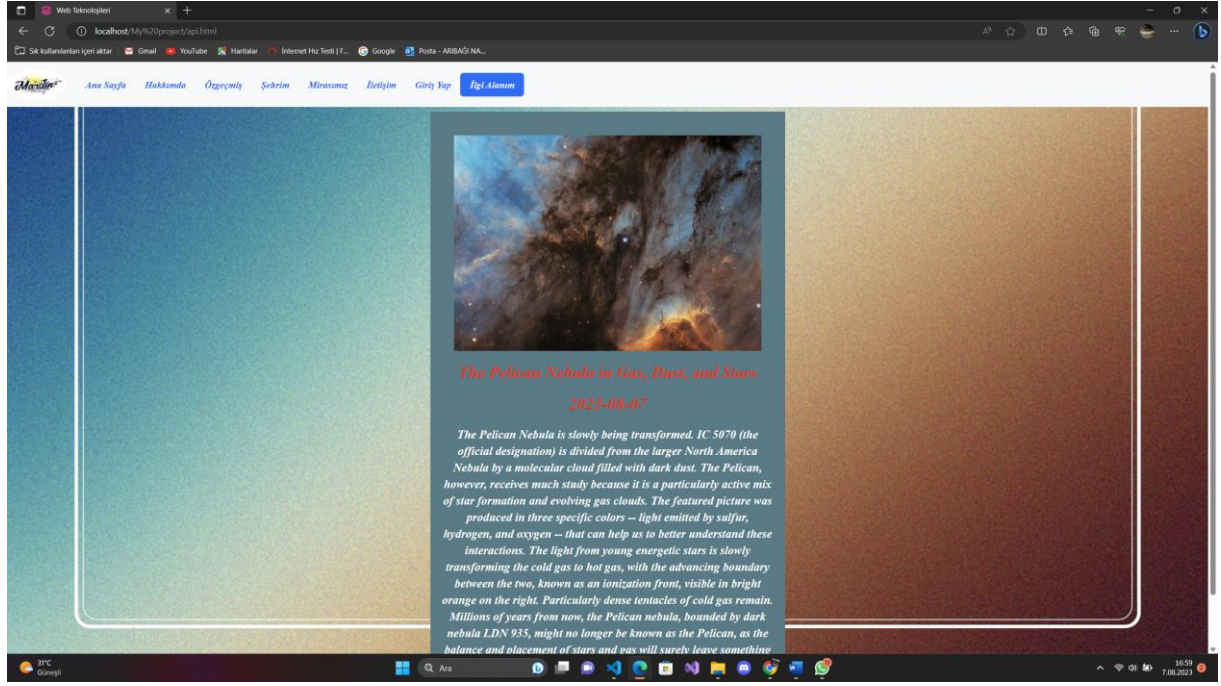 Web Teknolojileri
localhost/My%20project/api.html
Sık kullanılanları içeri aktar Gmail YouTube Haritalar İnternet Hız Testi | F... Google Posta - ARIBAĞI NA...
Mardin Ana Sayfa Hakkımda Özgeçmiş Şehrim Mirasımız İletişim Giriş Yap İlgi Alanım
The Pelican Nebula in Gas, Dust, and Stars
2023-08-07
The Pelican Nebula is slowly being transformed. IC 5070 (the
official designation) is divided from the larger North America
Nebula by a molecular cloud filled with dark dust. The Pelican,
however, receives much study because it is a particularly active mix
of star formation and evolving gas clouds. The featured picture was
produced in three specific colors -- light emitted by sulfur,
hydrogen, and oxygen -- that can help us to better understand these
interactions. The light from young energetic stars is slowly
transforming the cold gas to hot gas, with the advancing boundary
between the two, known as an ionization front, visible in bright
orange on the right. Particularly dense tentacles of cold gas remain.
Millions of years from now, the Pelican nebula, bounded by dark
nebula LDN 935, might no longer be known as the Pelican, as the
balance and placement of stars and gas will surely leave something
31°C
Güneşli
Ara
16:59
7.08.2023